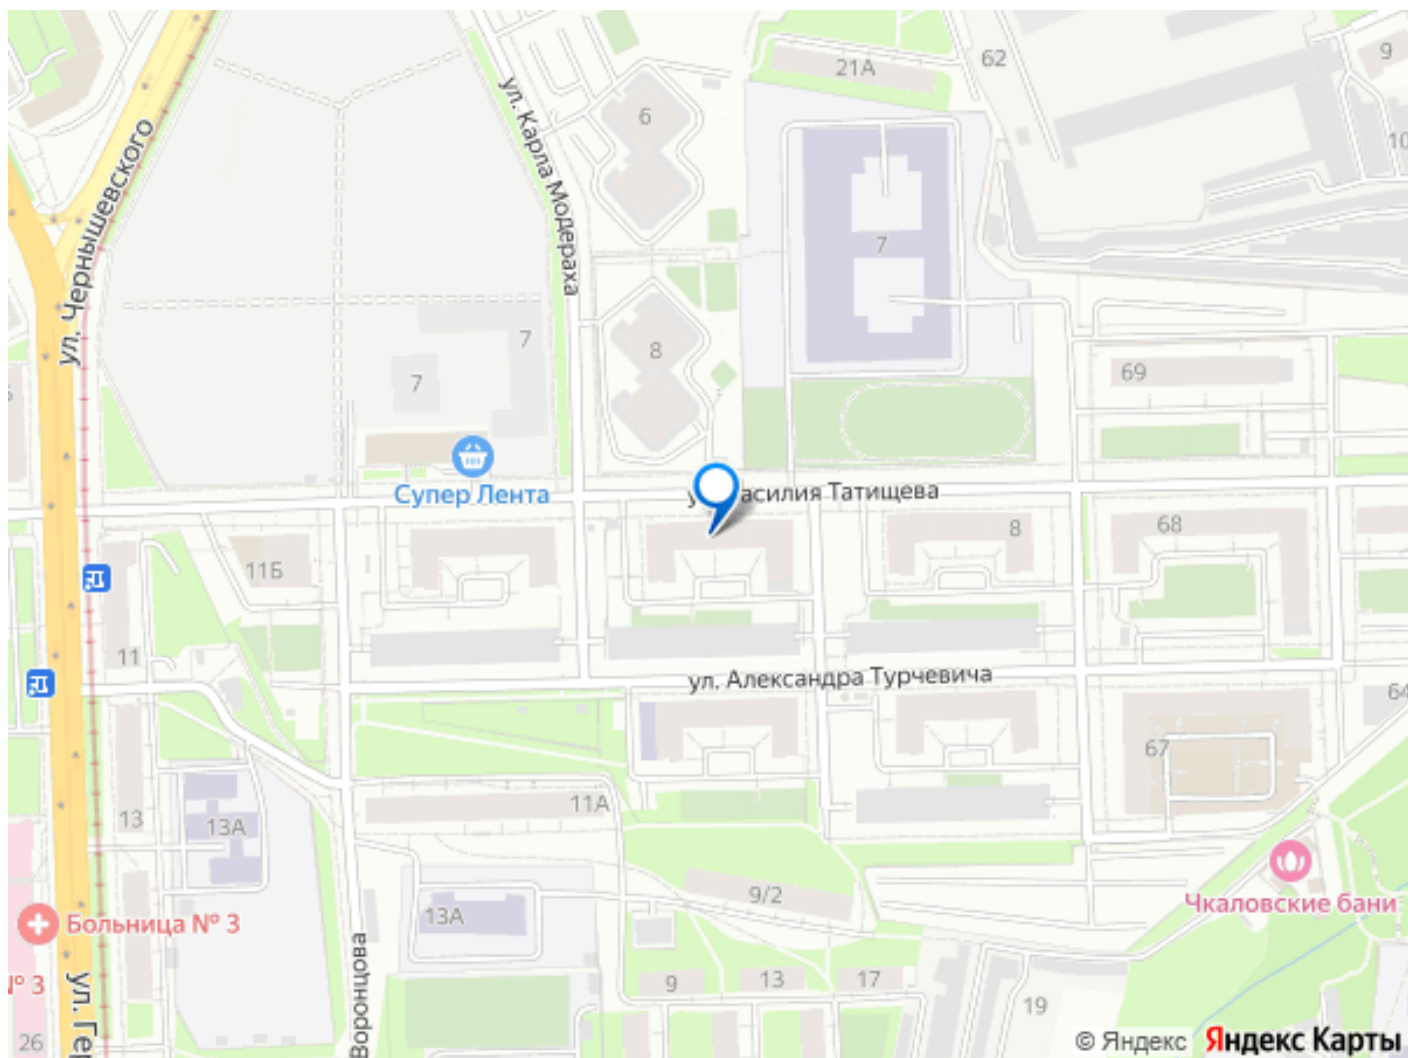 21А
62
9
10
6
ул. Карла Модераха
ул. Чернышевского
7
7
7
8
69
Супер Лента
Василия Татищева
8
68
11Б
11
ул. Александра Турчевича
64
67
11А
13
13А
9/2
Чкаловские бани
13А
Больница № 3
№ 3
Воронцова
9
13
17
19
26
ул. Ге
© Яндекс Яндекс Карты